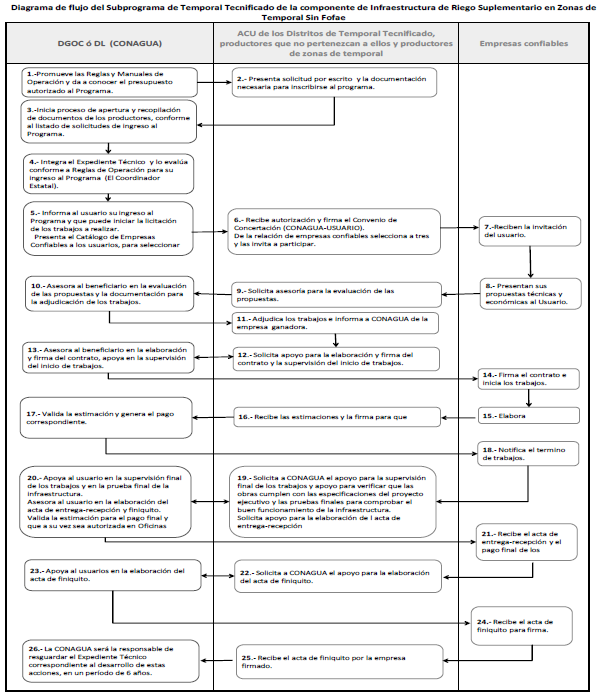 Diagrama de flujo del Subprograma de Temporal Tecnificado de la componente de Infraestructura de Riego Suplementario en Zonas de
Temporal Sin Fofae
DGOC ó DL (CONAGUA)
ACU de los Distritos de Temporal Tecnificado,
productores que no pertenezcan a ellos y productores
de zonas de temporal
Empresas confiables
1.-Promueve las Reglas y Manuales de
Operación y da a conocer el presupuesto
autorizado al Programa.
2.- Presenta solicitud por escrito y la documentación
necesaria para inscribirse al programa.
3.-Inicia proceso de apertura y recopilación
de documentos de los productores, conforme
al listado de solicitudes de ingreso al
Programa.
4.- Integra el Expediente Técnico y lo evalúa
conforme a Reglas de Operación para su
ingreso al Programa (El Coordinador
Estatal).
5.- Informa al usuario su ingreso al
Programa y que puede iniciar la licitación
de los trabajos a realizar.
Presenta el Catálogo de Empresas
Confiables a los usuarios, para seleccionar
6.- Recibe autorización y firma el Convenio de
Concertación (CONAGUA-USUARIO).
De la relación de empresas confiables selecciona a tres
y las invita a participar.
7.-Reciben la invitación
del usuario.
8.- Presentan sus
propuestas técnicas y
económicas al Usuario.
9.- Solicita asesoría para la evaluación de las
propuestas.
10.- Asesora al beneficiario en la evaluación
de las propuestas y la documentación para
la adjudicación de los trabajos.
11.- Adjudica los trabajos e informa a CONAGUA de la
empresa ganadora.
12.- Solicita apoyo para la elaboración y firma del
contrato y la supervisión del inicio de trabajos.
13.- Asesora al beneficiario en la elaboración
y firma del contrato, apoya en la supervisión
del inicio de trabajos.
14.- Firma el contrato e
inicia los trabajos.
15.- Elabora
16.- Recibe las estimaciones y la firma para que
17.- Valida la estimación y genera el pago
correspondiente.
18.- Notifica el termino
de trabajos.
19.- Solicita a CONAGUA el apoyo para la supervisión
final de los trabajos y apoyo para verificar que las
obras cumplen con las especificaciones del proyecto
ejecutivo y las pruebas finales para comprobar el
buen funcionamiento de la infraestructura.
Solicita apoyo para la elaboración de l acta de
entrega-recepción
20.- Apoya al usuario en la supervisión final
de los trabajos y en la prueba final de la
infraestructura.
Asesora al usuario en la elaboración del
acta de entrega-recepción y finiquito.
Valida la estimación para el pago final y
que a su vez sea autorizada en Oficinas
21.- Recibe el acta de
entrega-recepción y el
pago final de los
22.- Solicita a CONAGUA el apoyo para la elaboración
del acta de finiquito.
23.- Apoya al usuarios en la elaboración del
acta de finiquito.
24.- Recibe el acta de
finiquito para firma.
25.- Recibe el acta de finiquito por la empresa
firmado.
26.- La CONAGUA será la responsable de
resguardar el Expediente Técnico
correspondiente al desarrollo de estas
acciones, en un período de 6 años.